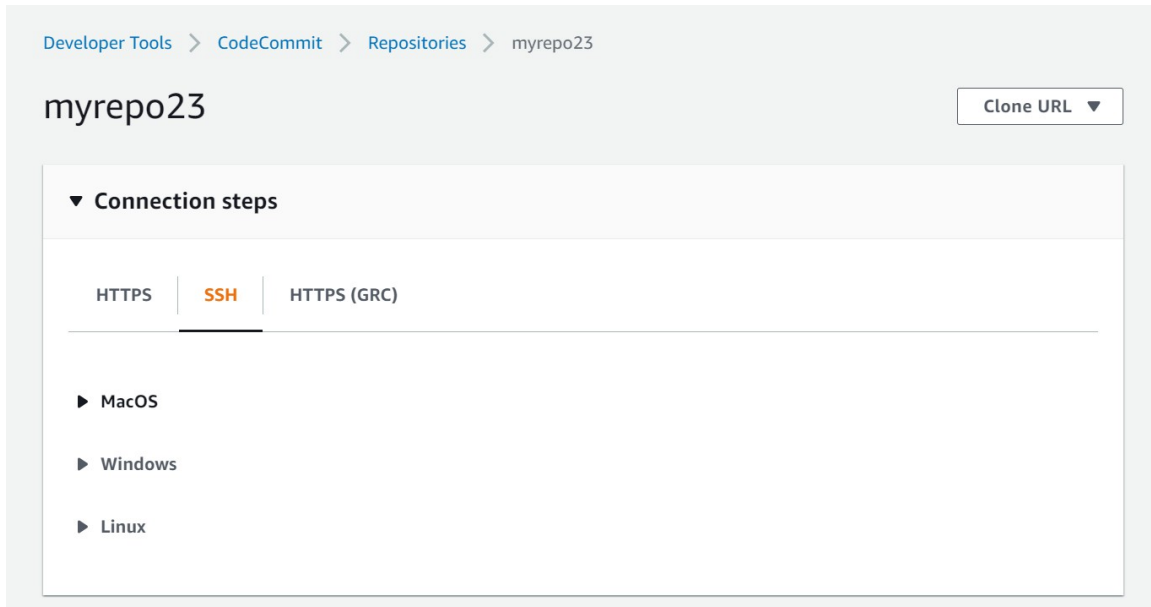 Developer Tools > CodeCommit > Repositories > myrepo23
myrepo23
Clone URL
Connection steps
HTTPS SSH HTTPS (GRC)
MacOS
Windows
Linux